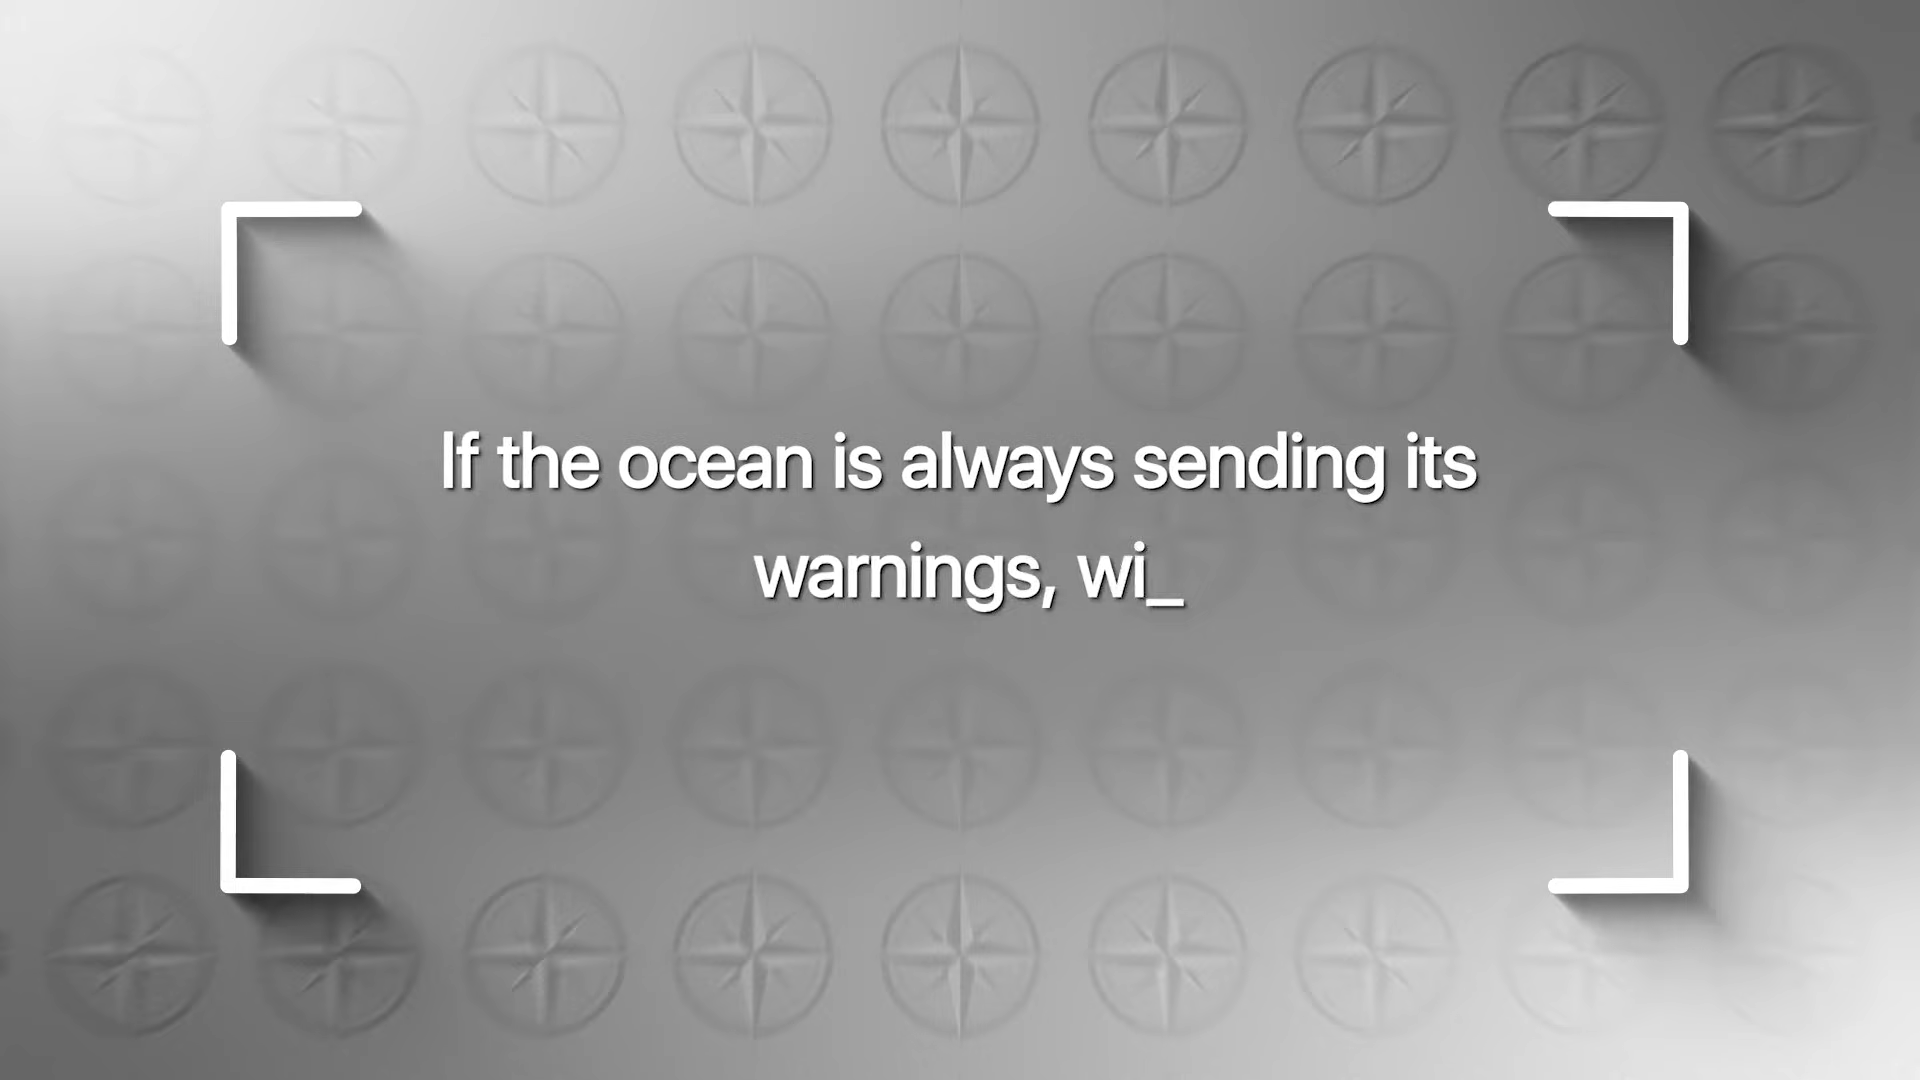 If the ocean is always sending its
warnings, wi_